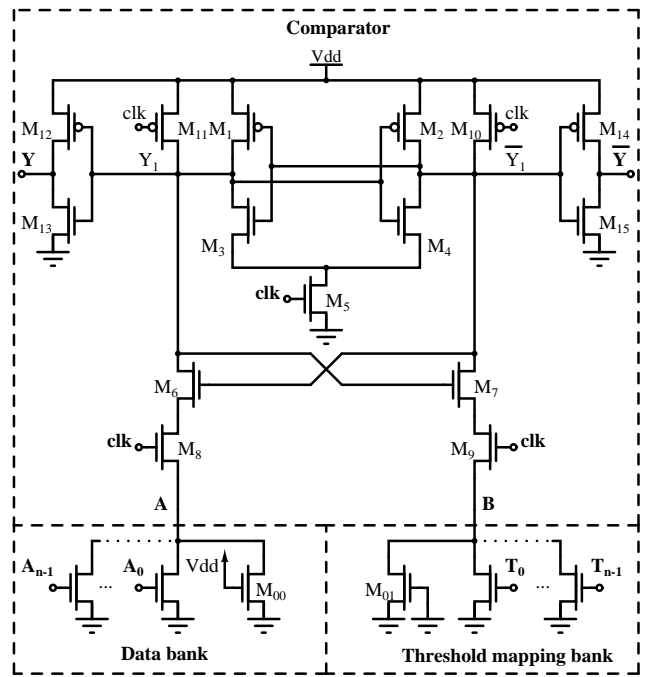 Comparator
Vdd
clk
clk
M₁₂
M₁₁
M₁
M₂
M₁₀
M₁₄
Y
Y₁
Y̅₁
Y̅
M₁₃
M₃
M₄
M₁₅
clk
M₅
M₆
M₇
clk
M₈
M₉
clk
A
B
Aₙ₋₁
...
A₀
Vdd
M₀₀
M₀₁
T₀
...
Tₙ₋₁
Data bank
Threshold mapping bank